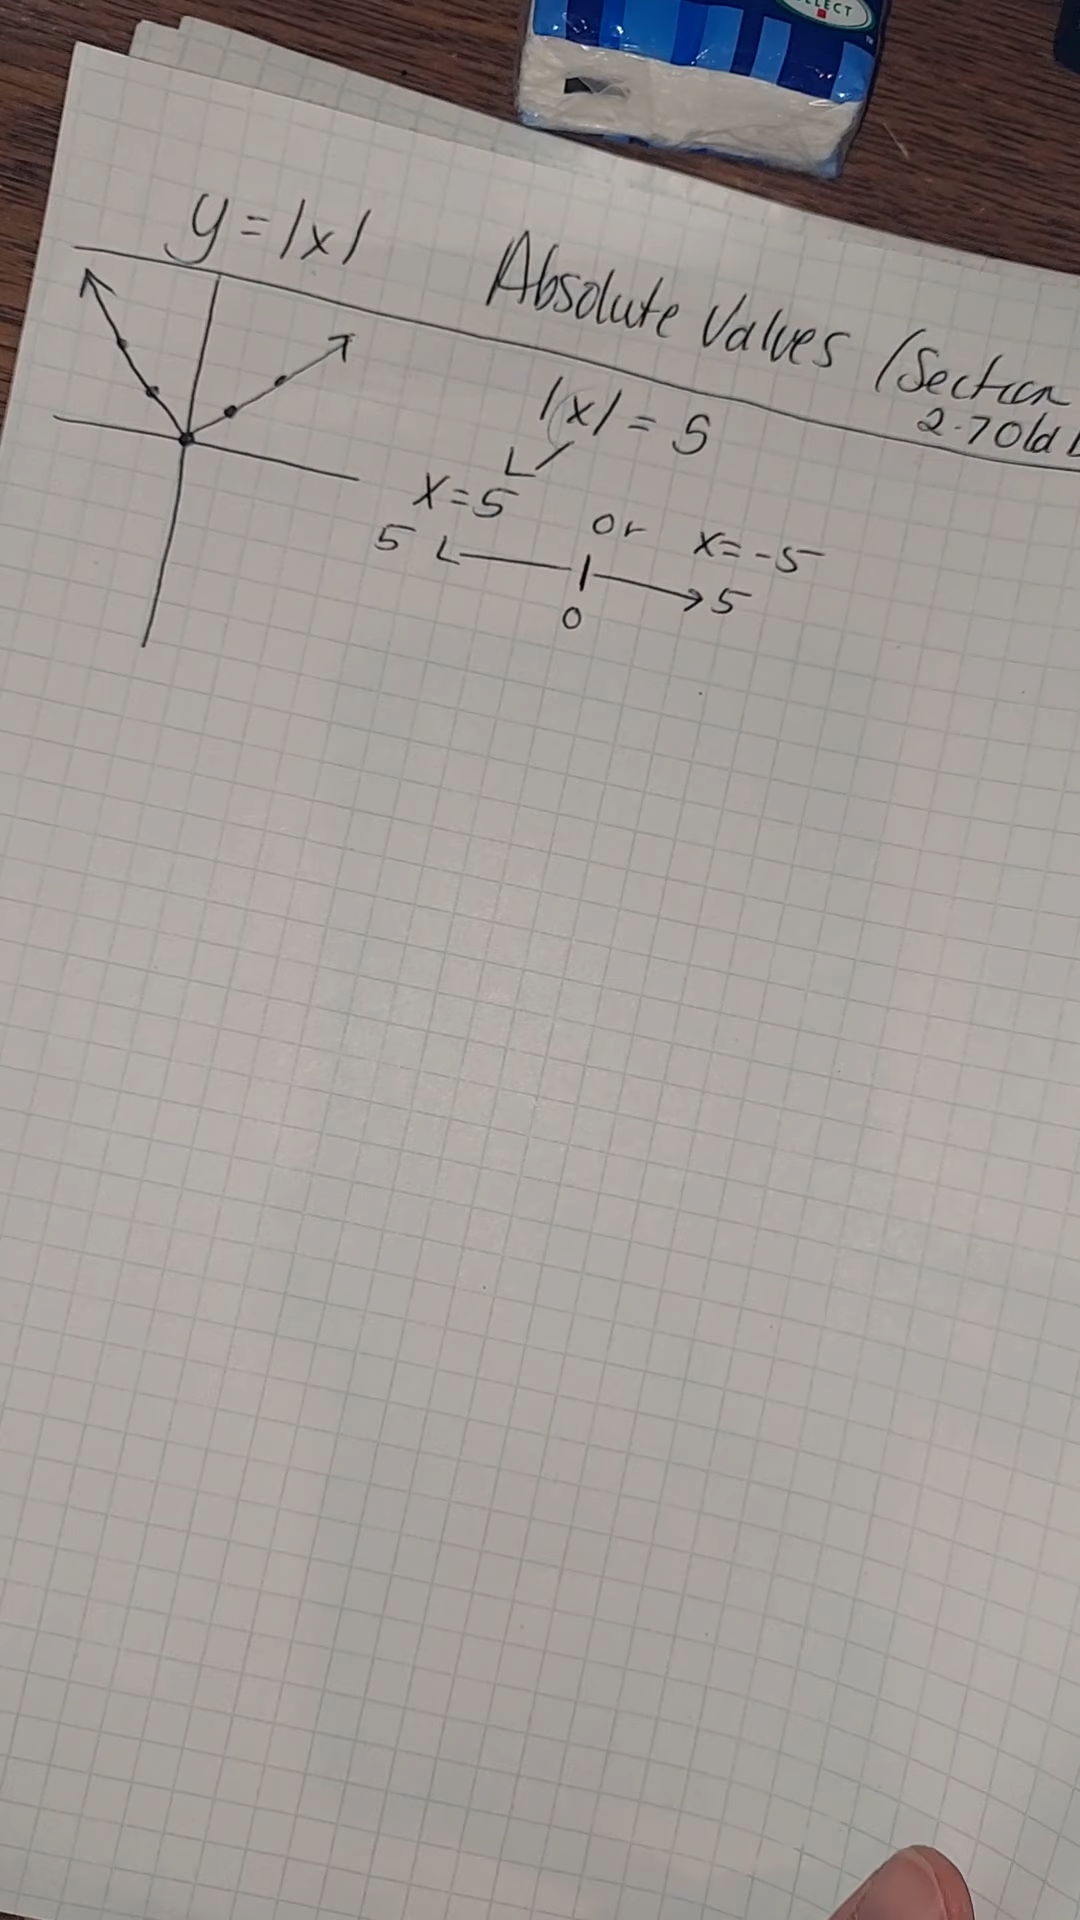 y = |x|
Absolute Values (Section
2.7 Old
|x| = 5
x = 5 or x = -5
5 5
0